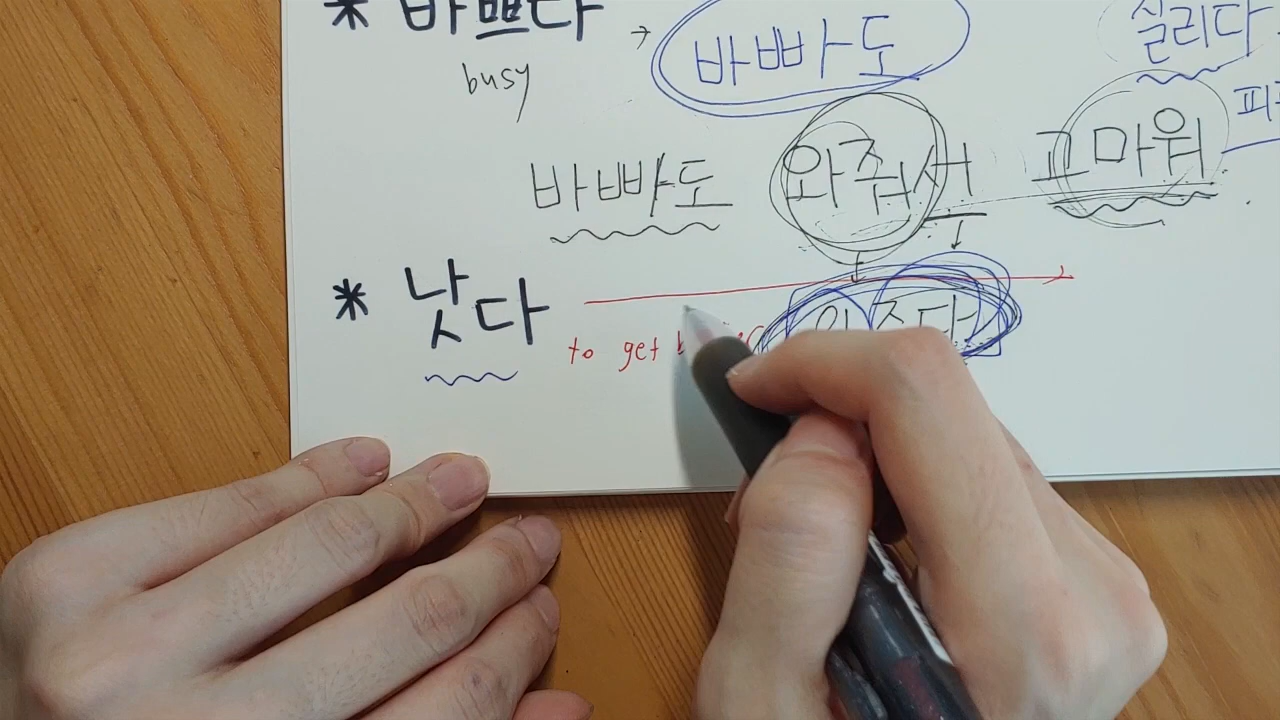 * 바쁘다 → 바빠도 실리다
busy
바빠도 와줘서 고마워
* 낫다
to get